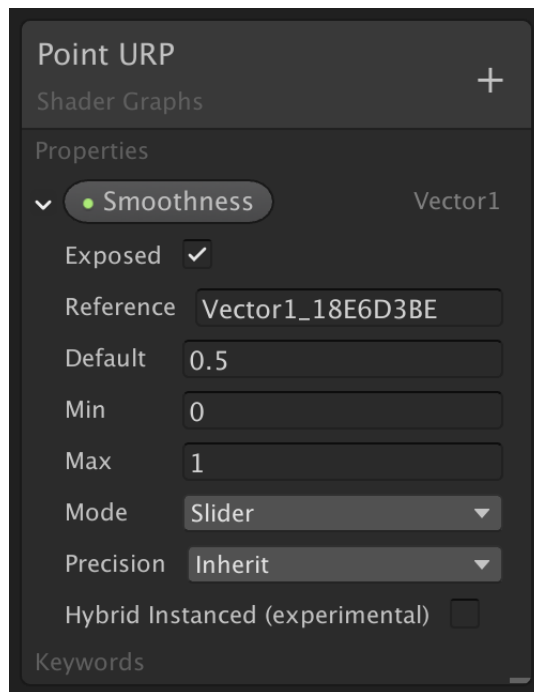 Point URP
+
Shader Graphs
Properties
Smoothness Vector1
Exposed
Reference Vector1_18E6D3BE
Default 0.5
Min 0
Max 1
Mode Slider
Precision Inherit
Hybrid Instanced (experimental)
Keywords